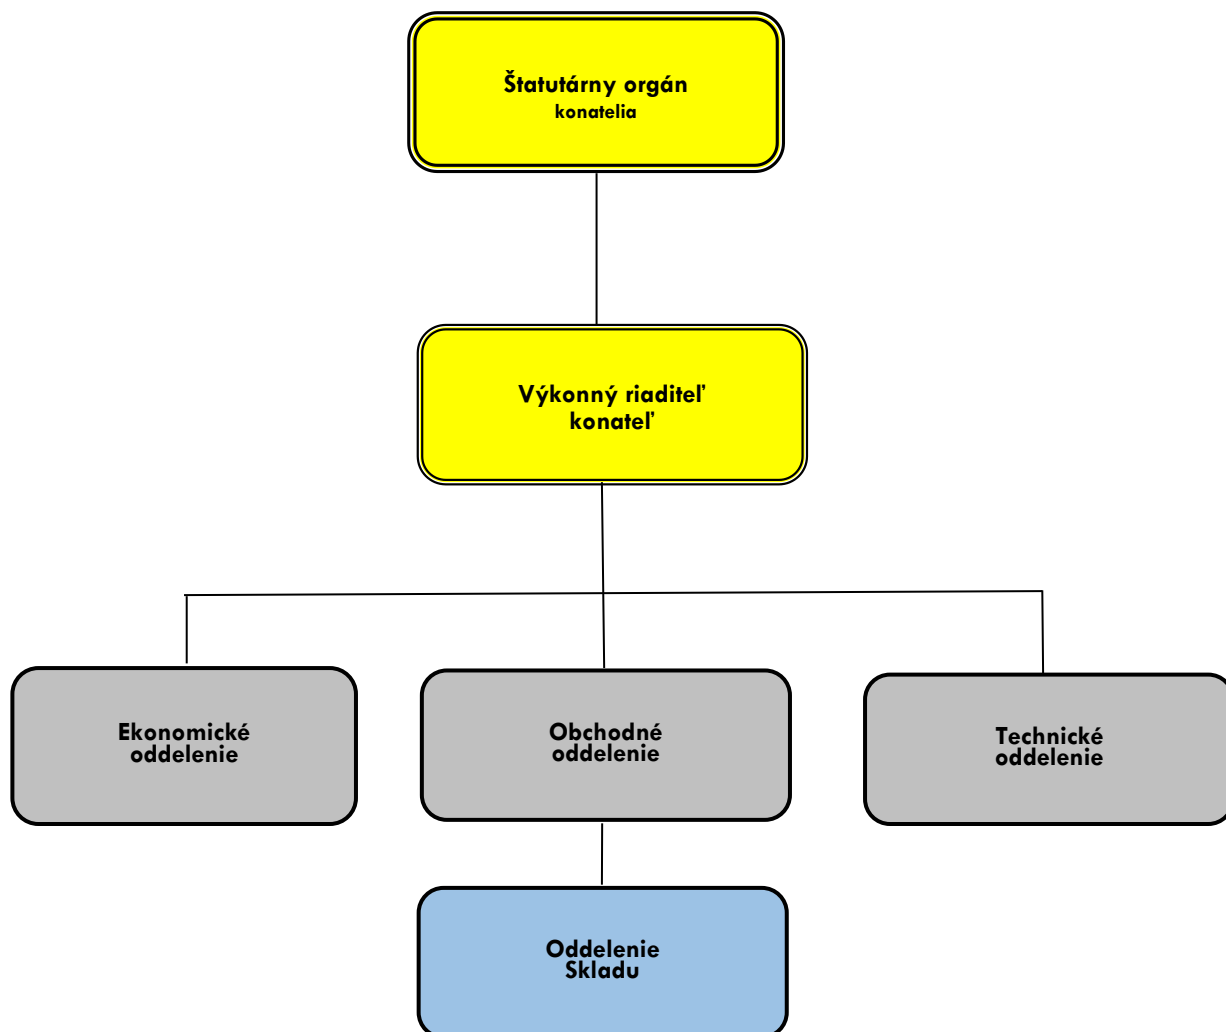 Štatutárny orgán
konatelia
Výkonný riaditeľ
konateľ
Ekonomické
oddelenie
Obchodné
oddelenie
Technické
oddelenie
Oddelenie
Skladu